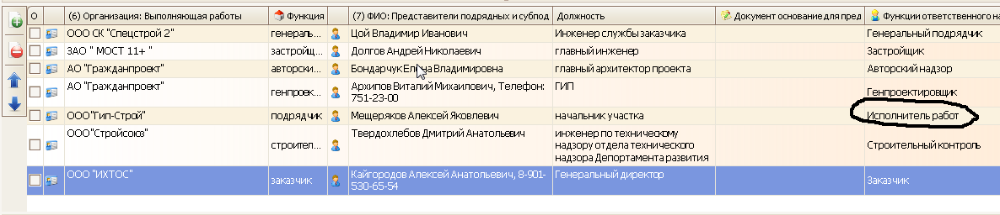 О (6) Организация: Выполняющая работы Функция (7) ФИО: Представители подрядных и субпод Должность Документ основание для пред Функции ответственного на
ООО СК "Спецстрой 2" генераль... Цой Владимир Иванович Инженер службы заказчика Генеральный подрядчик
ЗАО " МОСТ 11+ " застройщ... Долгов Андрей Николаевич главный инженер Застройщик
АО "Гражданпроект" авторски... Бондарчук Елена Владимировна главный архитектор проекта Авторский надзор
АО "Гражданпроект" генпроек... Архипов Виталий Михаилович, Телефон: ГИП Генпроектировщик
751-23-00
ООО"Гип-Строй" подрядчик Мещеряков Алексей Яковлевич начальник участка Исполнитель работ
ООО"Стройсоюз" строител... Твердохлебов Дмитрий Анатольевич инженер по техническому Строительный контроль
надзору отдела технического
надзора Депортамента развития
ООО "ИХТОС" заказчик Кайгородов Алексей Анатольевич, 8-901- Генеральный директор Заказчик
530-65-54